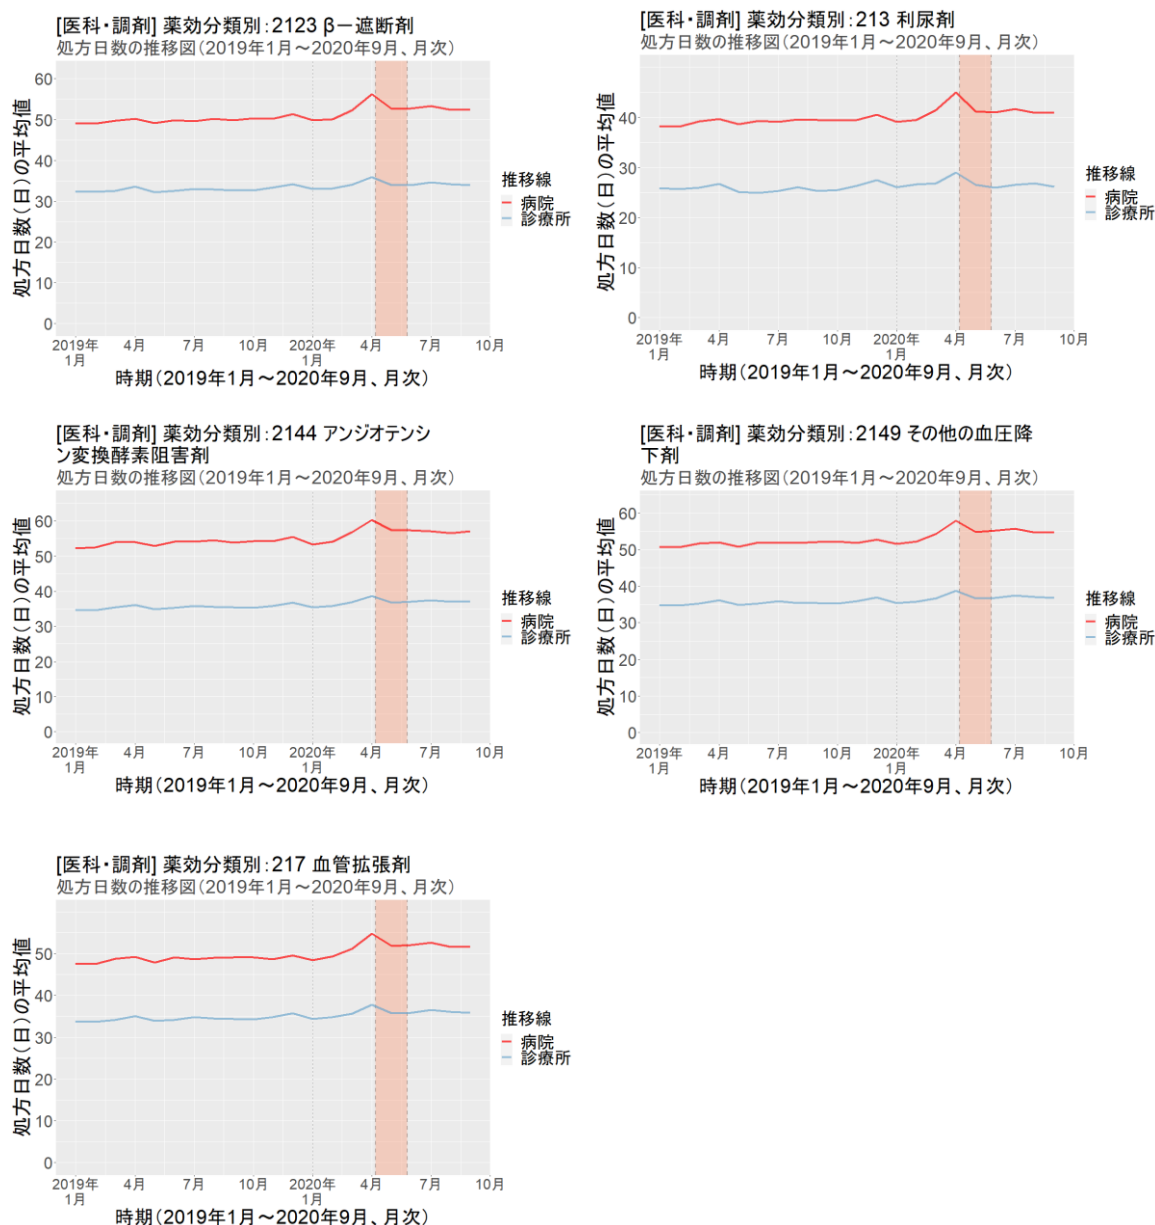 [医科・調剤] 薬効分類別：2123 βー遮断剤
処方日数の推移図（2019年1月～2020年9月、月次）
処方日数（日）の平均値
60
50
40
30
20
10
0
2019年
1月
4月
7月
10月
2020年
1月
4月
7月
10月
時期（2019年1月～2020年9月、月次）
推移線
病院
診療所
[医科・調剤] 薬効分類別：213 利尿剤
処方日数の推移図（2019年1月～2020年9月、月次）
処方日数（日）の平均値
40
30
20
10
0
2019年
1月
4月
7月
10月
2020年
1月
4月
7月
10月
時期（2019年1月～2020年9月、月次）
推移線
病院
診療所
[医科・調剤] 薬効分類別：2144 アンジオテンシ
ン変換酵素阻害剤
処方日数の推移図（2019年1月～2020年9月、月次）
処方日数（日）の平均値
60
50
40
30
20
10
0
2019年
1月
4月
7月
10月
2020年
1月
4月
7月
10月
時期（2019年1月～2020年9月、月次）
推移線
病院
診療所
[医科・調剤] 薬効分類別：2149 その他の血圧降
下剤
処方日数の推移図（2019年1月～2020年9月、月次）
処方日数（日）の平均値
60
50
40
30
20
10
0
2019年
1月
4月
7月
10月
2020年
1月
4月
7月
10月
時期（2019年1月～2020年9月、月次）
推移線
病院
診療所
[医科・調剤] 薬効分類別：217 血管拡張剤
処方日数の推移図（2019年1月～2020年9月、月次）
処方日数（日）の平均値
50
40
30
20
10
0
2019年
1月
4月
7月
10月
2020年
1月
4月
7月
10月
時期（2019年1月～2020年9月、月次）
推移線
病院
診療所